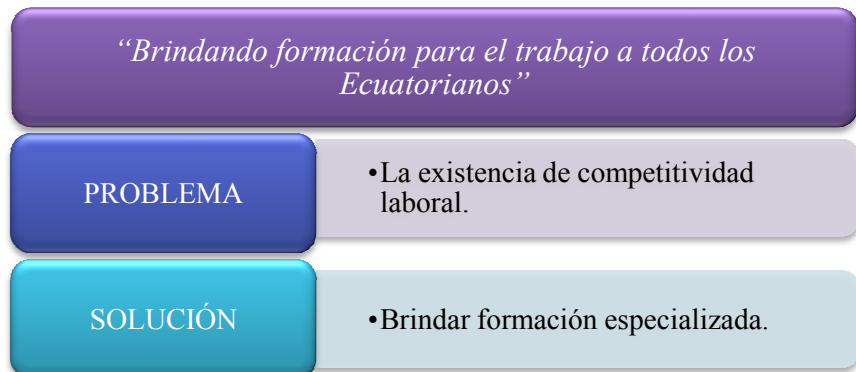 “Brindando formación para el trabajo a todos los
Ecuatorianos”
PROBLEMA
•La existencia de competitividad
laboral.
SOLUCIÓN
•Brindar formación especializada.